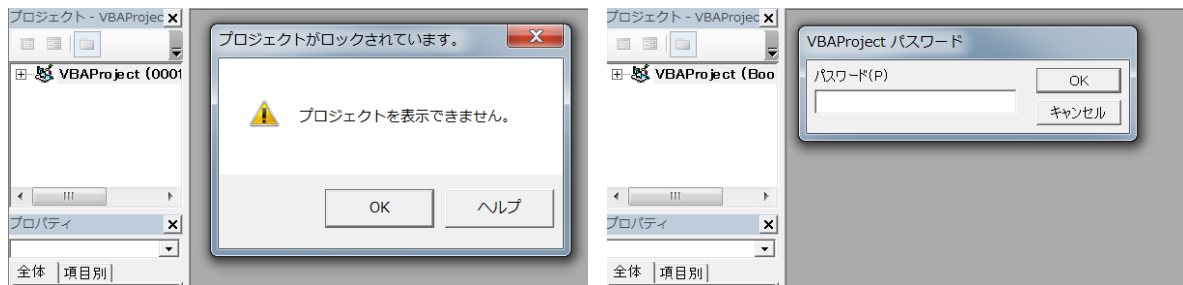 プロジェクト - VBAProjec
プロジェクトがロックされています。
VBAProject (0001
プロジェクトを表示できません。
OK
ヘルプ
プロパティ
全体
項目別
プロジェクト - VBAProjec
VBAProject パスワード
VBAProject (Boo
パスワード(P)
OK
キャンセル
プロパティ
全体
項目別